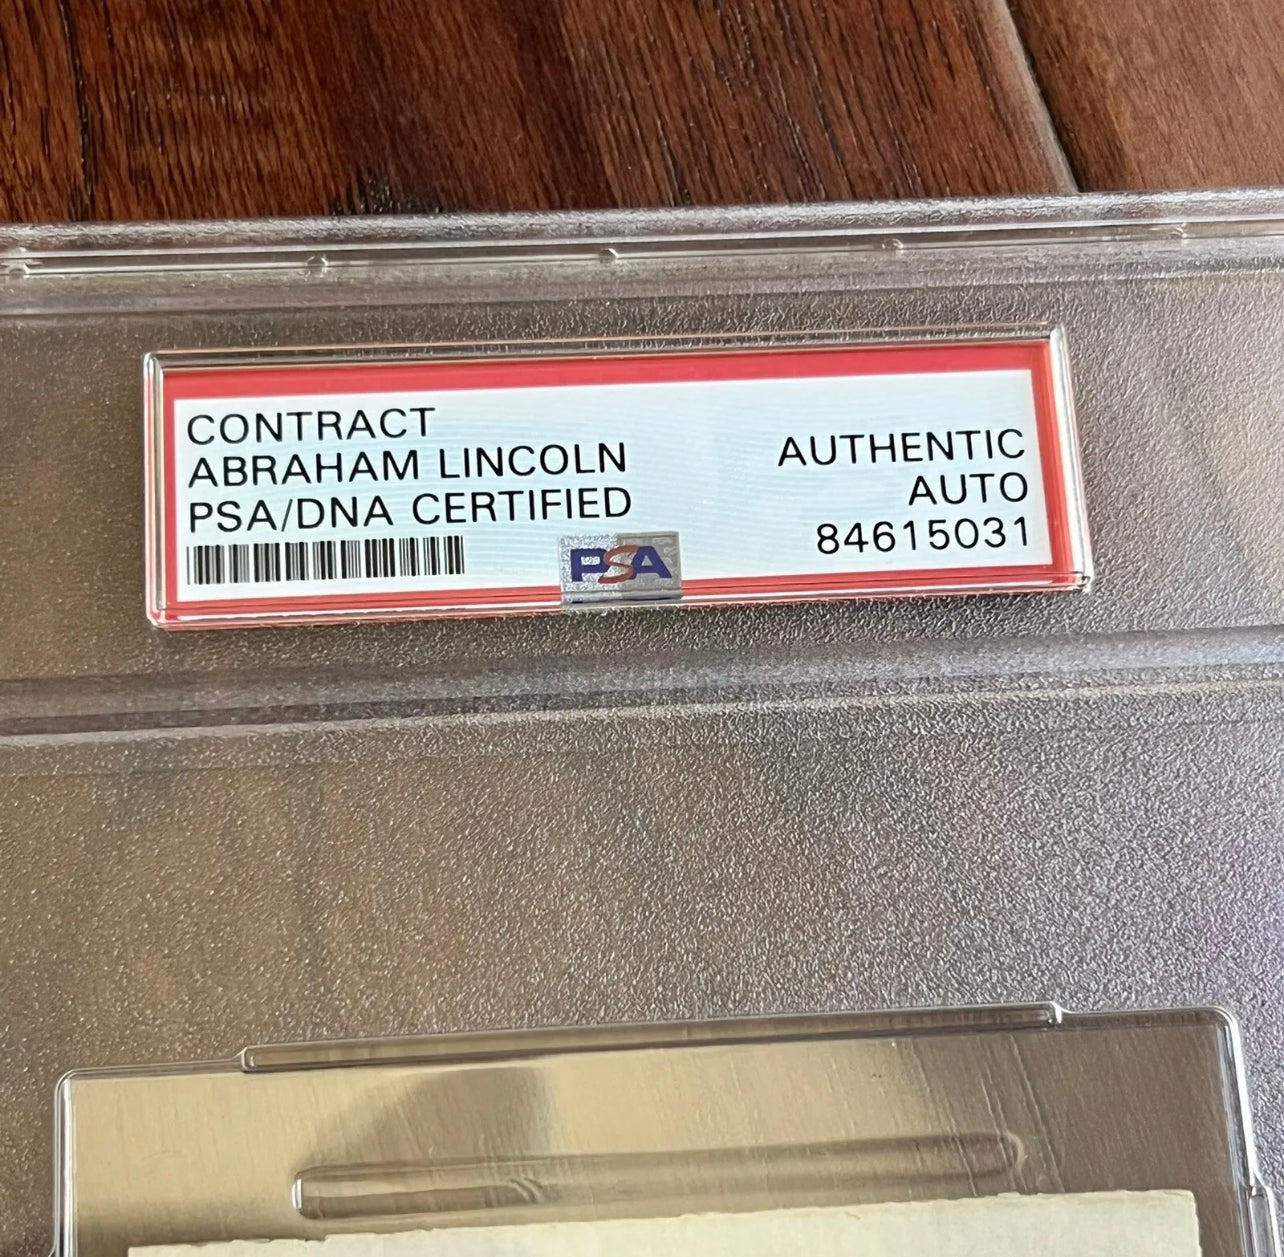 CONTRACT
ABRAHAM LINCOLN
PSA/DNA CERTIFIED
AUTHENTIC
AUTO
84615031
PSA